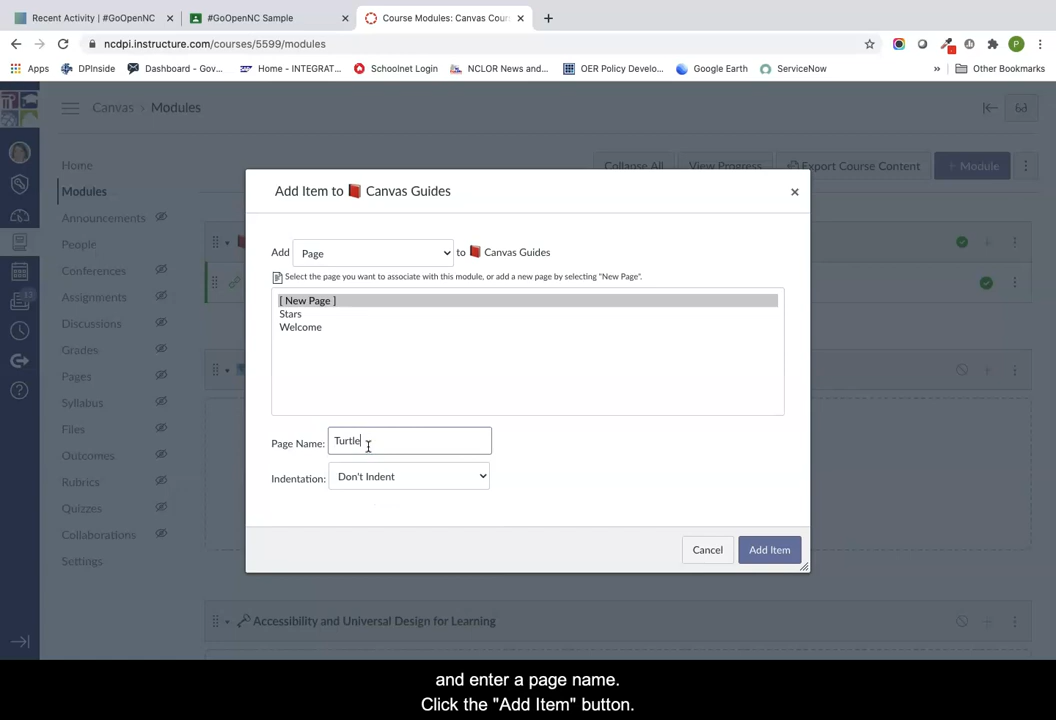 Recent Activity | #GoOpenNC
#GoOpenNC Sample
Course Modules: Canvas Cour
ncdpi.instructure.com/courses/5599/modules
Apps
DPInside
Dashboard - Gov...
Home - INTEGRAT...
Schoolnet Login
NCLOR News and...
OER Policy Develo...
Google Earth
ServiceNow
»
Other Bookmarks
Canvas › Modules
Home
Modules
Announcements
People
Conferences
Assignments
Discussions
Grades
Pages
Syllabus
Files
Outcomes
Rubrics
Quizzes
Collaborations
Settings
Collapse All
View Progress
Export Course Content
+ Module
Add Item to Canvas Guides
Add Page to Canvas Guides
Select the page you want to associate with this module, or add a new page by selecting "New Page".
[ New Page ]
Stars
Welcome
Page Name: Turtle
Indentation: Don't Indent
Cancel
Add Item
Accessibility and Universal Design for Learning
and enter a page name.
Click the "Add Item" button.